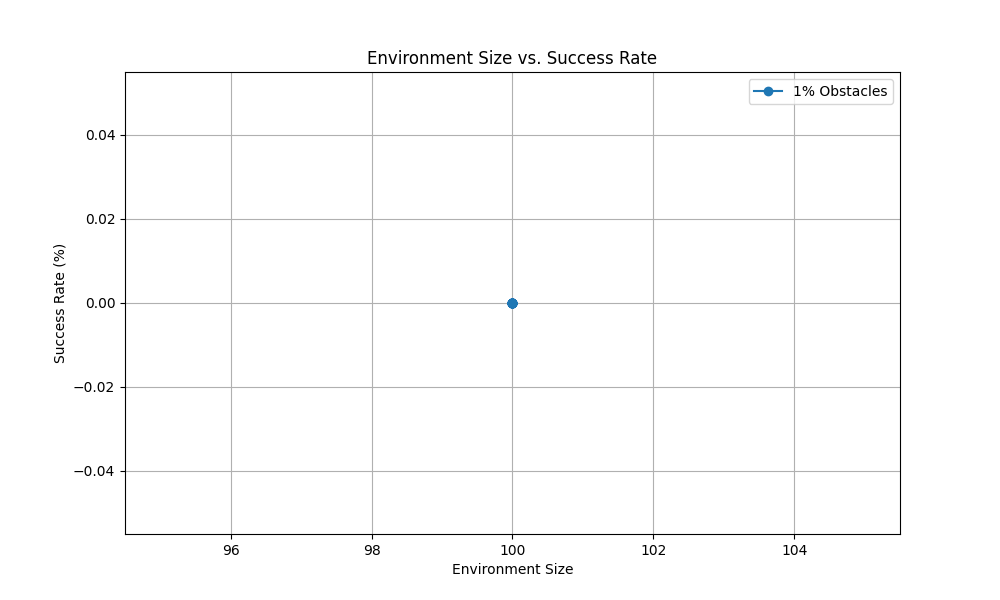 Environment Size vs. Success Rate
1% Obstacles
Success Rate (%)
0.04
0.02
0.00
−0.02
−0.04
96 98 100 102 104
Environment Size